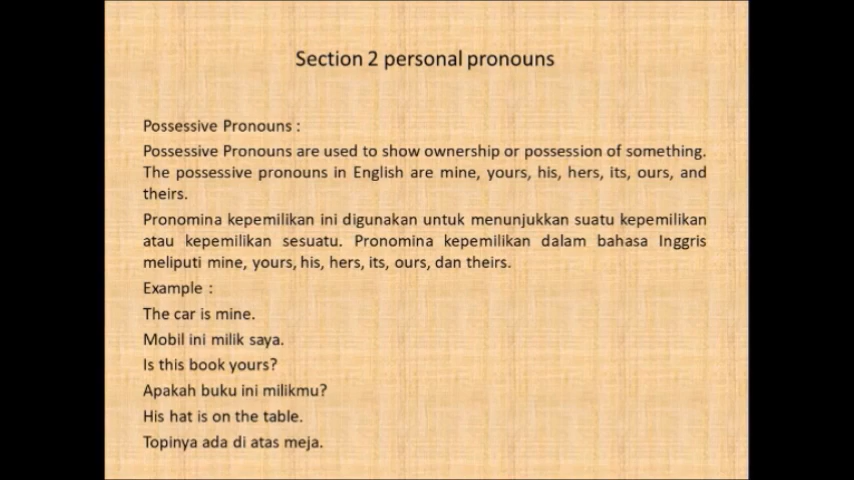 Section 2 personal pronouns
Possessive Pronouns :
Possessive Pronouns are used to show ownership or possession of something.
The possessive pronouns in English are mine, yours, his, hers, its, ours, and
theirs.
Pronomina kepemilikan ini digunakan untuk menunjukkan suatu kepemilikan
atau kepemilikan sesuatu. Pronomina kepemilikan dalam bahasa Inggris
meliputi mine, yours, his, hers, its, ours, dan theirs.
Example :
The car is mine.
Mobil ini milik saya.
Is this book yours?
Apakah buku ini milikmu?
His hat is on the table.
Topinya ada di atas meja.